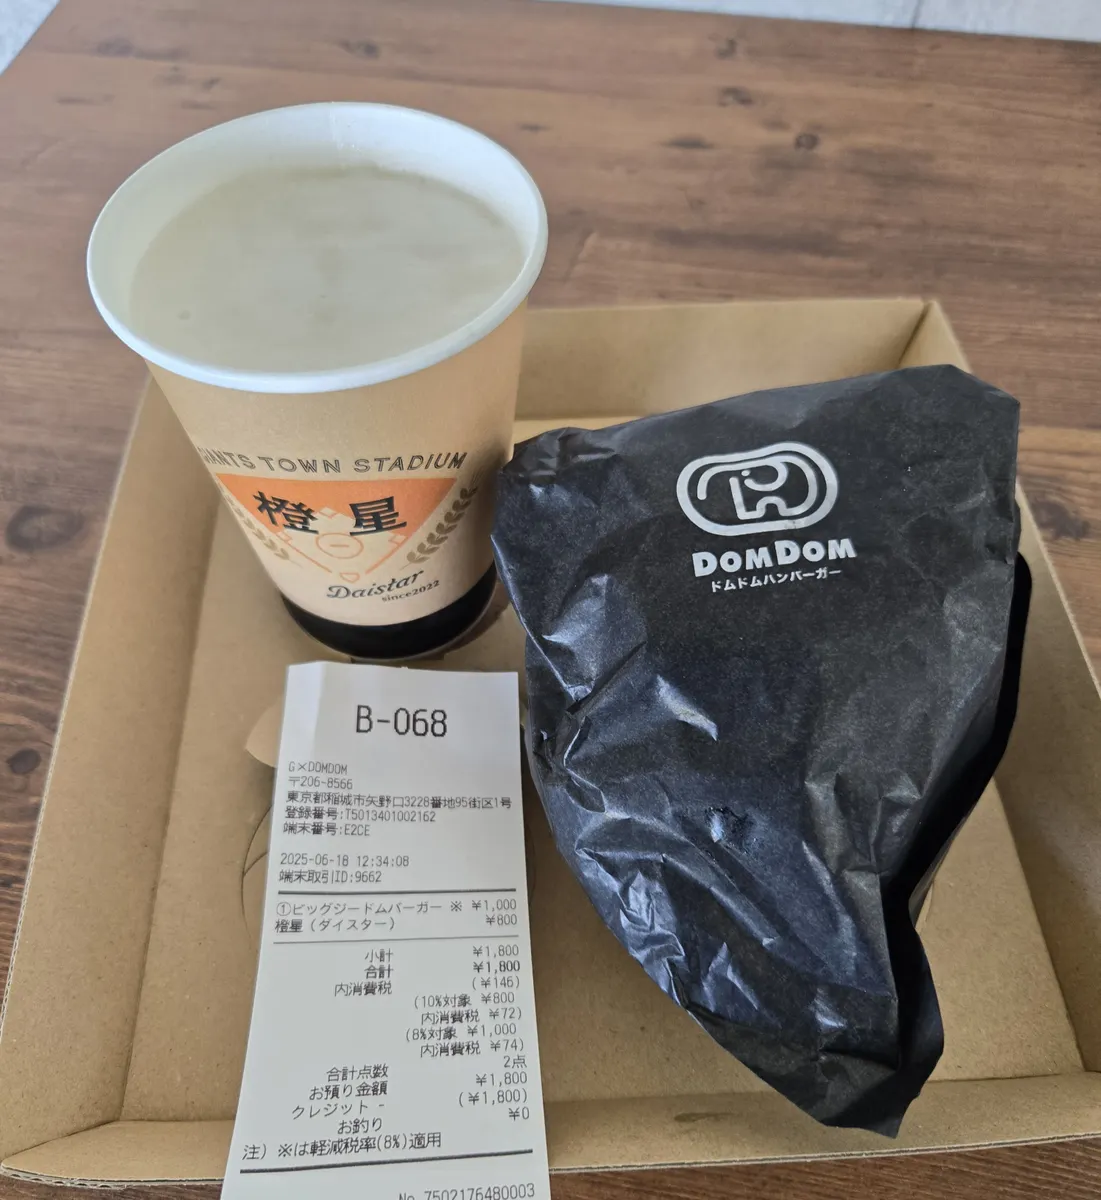 GIANTS TOWN STADIUM
橙 星
Daistar
since2022
DOMDOM
ドムドムハンバーガー
B-068
G×DOMDOM
〒206-8566
東京都稲城市矢野口3228番地95街区1号
登録番号:T5013401002162
端末番号:E2CE
2025-06-18 12:34:08
端末取引ID:9662
①ビッグジードムバーガー ※ ¥1,000
橙星(ダイスター) ¥800
小計 ¥1,800
合計 ¥1,800
内消費税 (¥146)
(10%対象 ¥800
内消費税 ¥72)
(8%対象 ¥1,000
内消費税 ¥74)
合計点数 2点
お預り金額 ¥1,800
クレジット - (¥1,800)
お釣り ¥0
注)※は軽減税率(8%)適用
No 7502176480003